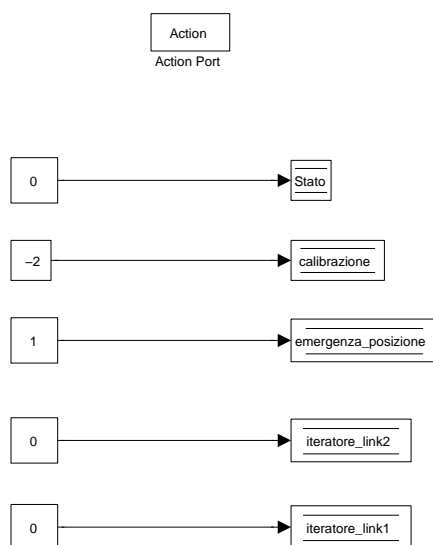 Action
Action Port
0
Stato
−2
calibrazione
1
emergenza_posizione
0
iteratore_link2
0
iteratore_link1